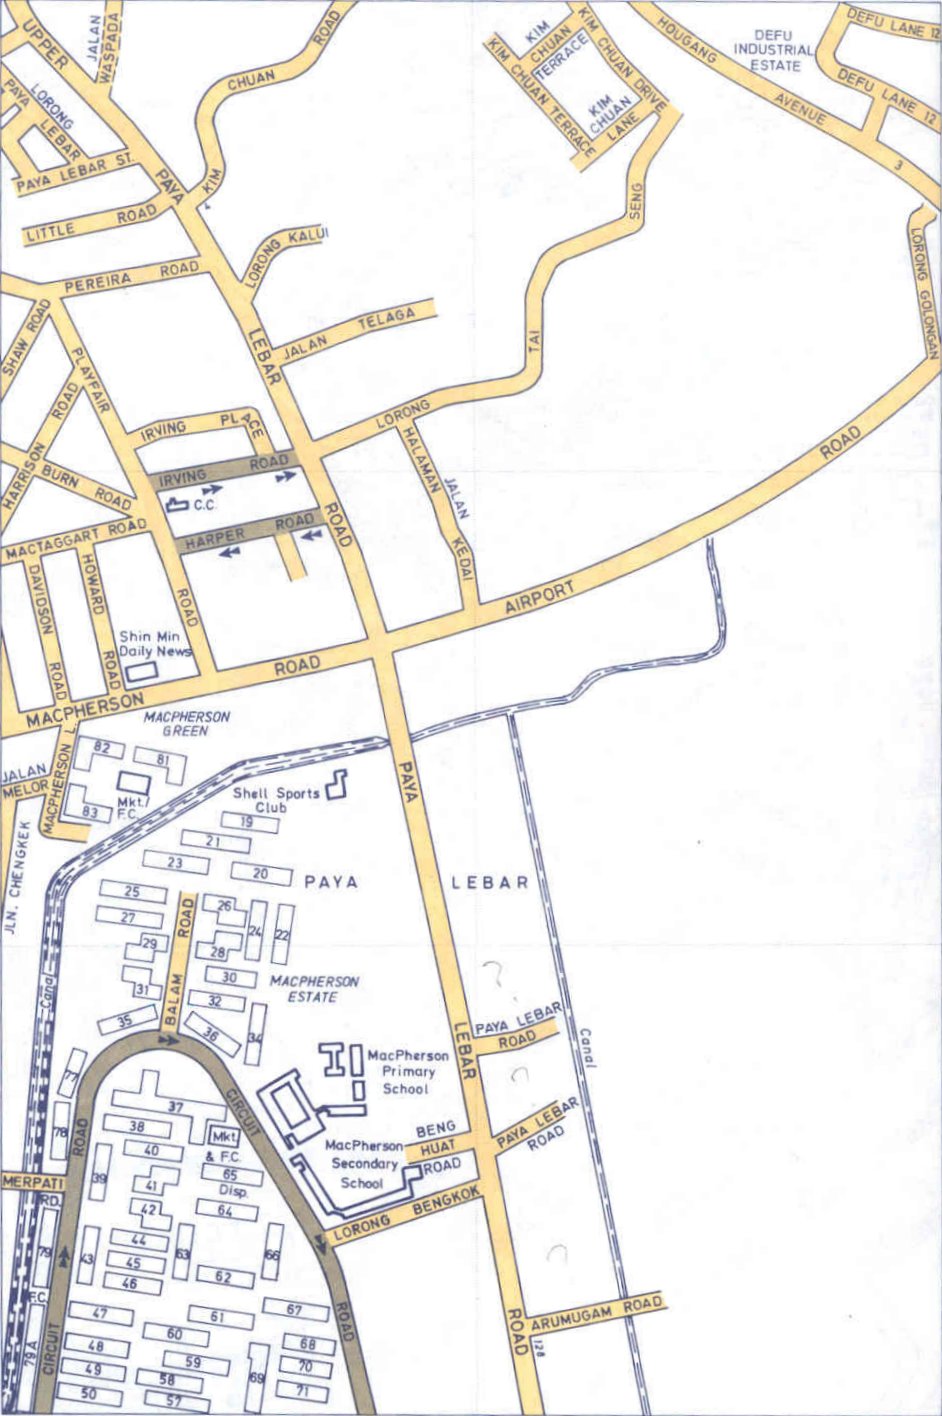 UPPER
PAYA
LEBAR
ROAD
PAYA
LEBAR
ROAD
JALAN
WASPADA
KIM
CHUAN
ROAD
LORONG
PAYA
LEBAR
PAYA LEBAR ST.
LITTLE ROAD
KIM CHUAN TERRACE
KIM
CHUAN
TERRACE
KIM CHUAN DRIVE
KIM
CHUAN
LANE
HOUGANG
AVENUE
3
DEFU
INDUSTRIAL
ESTATE
DEFU LANE 12
DEFU LANE 12
LORONG GOLONGAN
LORONG
TAI
SENG
LORONG KALUI
JALAN TELAGA
PEREIRA ROAD
SHAW ROAD
PLAYFAIR
ROAD
HARRISON ROAD
BURN ROAD
IRVING PLACE
IRVING ROAD
C.C.
HARPER ROAD
HALAMAN
JALAN
KEDAI
MACTAGGART ROAD
DAVIDSON
ROAD
HOWARD
ROAD
Shin Min
Daily News
AIRPORT
ROAD
MACPHERSON
ROAD
MACPHERSON
GREEN
MACPHERSON L.
JALAN
MELOR
JLN. CHENGKEK
82
81
83
Mkt./
F.C.
Shell Sports
Club
19
21
23
20
25
27
26
24
22
29
28
31
30
32
35
36
34
PAYA LEBAR
BALAM ROAD
MACPHERSON
ESTATE
Canal
Canal
PAYA LEBAR
ROAD
PAYA LEBAR
ROAD
MacPherson
Primary
School
MacPherson
Secondary
School
BENG
HUAT
ROAD
LORONG BENGKOK
ARUMUGAM ROAD
128
CIRCUIT
ROAD
CIRCUIT
ROAD
MERPATI
RD.
77
78
79
F.C.
79A
37
38
Mkt.
& F.C.
40
39
65
Disp.
41
42
64
44
43
45
63
66
46
62
47
61
67
60
48
68
59
49
70
58
69
50
57
71